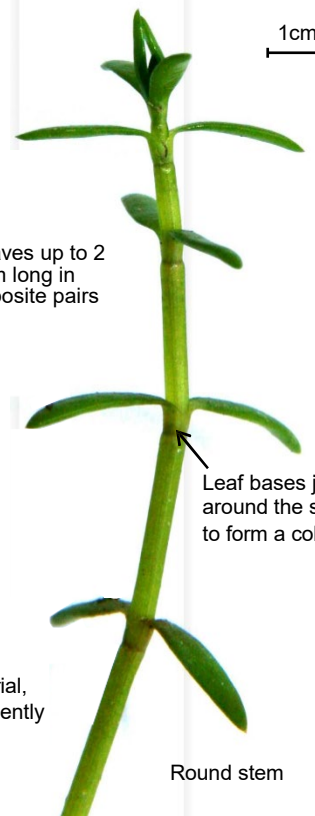 1cm
aves up to 2
long in
posite pairs
Leaf bases j
around the s
to form a col
rial,
ently
Round stem